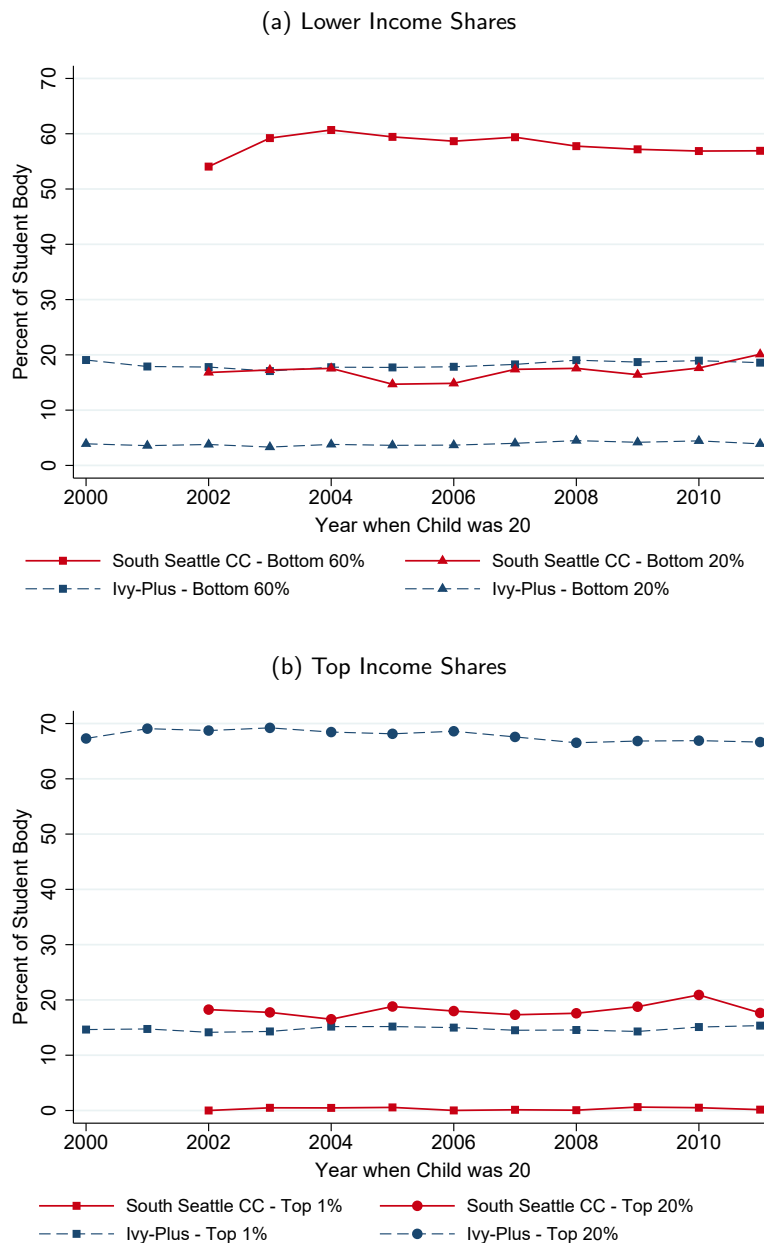 (a) Lower Income Shares
Percent of Student Body
70
60
50
40
30
20
10
0
2000 2002 2004 2006 2008 2010
Year when Child was 20
South Seattle CC - Bottom 60% South Seattle CC - Bottom 20%
Ivy-Plus - Bottom 60% Ivy-Plus - Bottom 20%
(b) Top Income Shares
Percent of Student Body
70
60
50
40
30
20
10
0
2000 2002 2004 2006 2008 2010
Year when Child was 20
South Seattle CC - Top 1% South Seattle CC - Top 20%
Ivy-Plus - Top 1% Ivy-Plus - Top 20%